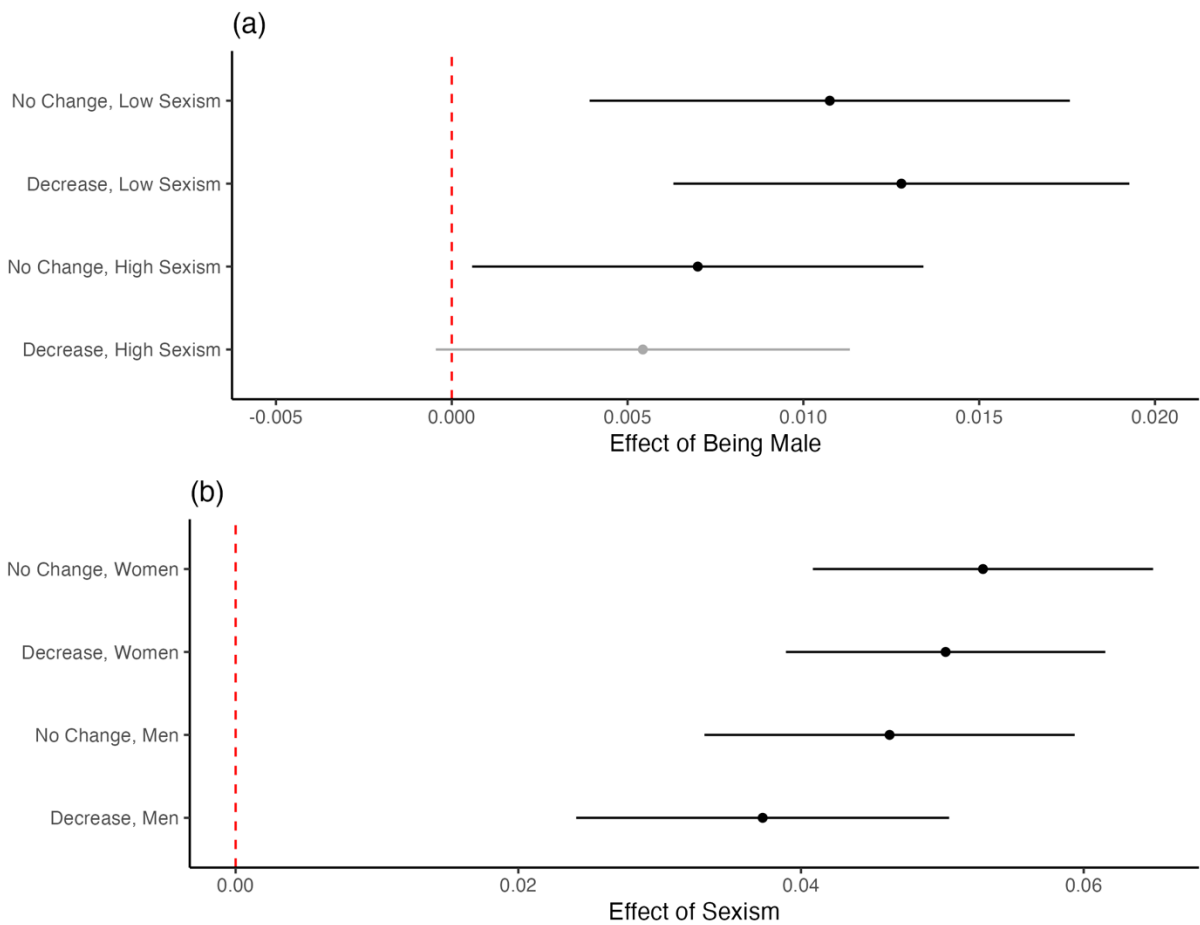 (a)
No Change, Low Sexism
Decrease, Low Sexism
No Change, High Sexism
Decrease, High Sexism
-0.005 0.000 0.005 0.010 0.015 0.020
Effect of Being Male
(b)
No Change, Women
Decrease, Women
No Change, Men
Decrease, Men
0.00 0.02 0.04 0.06
Effect of Sexism